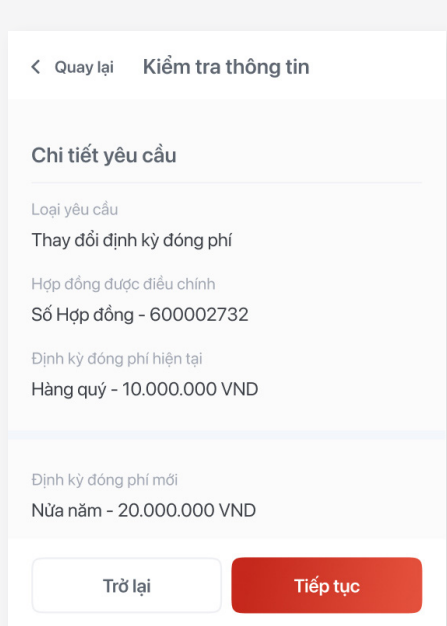 Quay lại Kiểm tra thông tin
Chi tiết yêu cầu
Loại yêu cầu
Thay đổi định kỳ đóng phí
Hợp đồng được điều chỉnh
Số Hợp đồng - 600002732
Định kỳ đóng phí hiện tại
Hàng quý - 10.000.000 VND
Định kỳ đóng phí mới
Nửa năm - 20.000.000 VND
Trở lại Tiếp tục